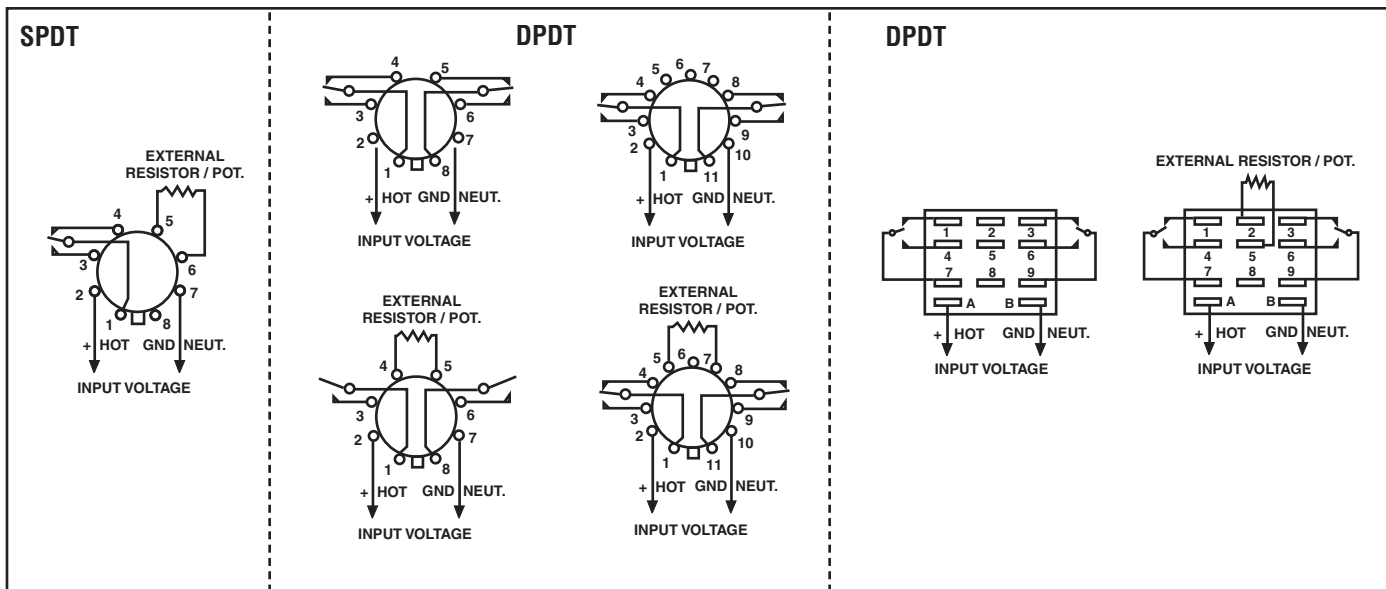 SPDT
EXTERNAL
RESISTOR / POT.
4
5
3
6
2
7
1
8
+ HOT GND NEUT.
INPUT VOLTAGE
DPDT
4
5
3
6
2
7
1
8
+ HOT GND NEUT.
INPUT VOLTAGE
6
5
7
4
8
3
9
2
10
1
11
+ HOT GND NEUT.
INPUT VOLTAGE
EXTERNAL
RESISTOR / POT.
4
5
3
6
2
7
1
8
+ HOT GND NEUT.
INPUT VOLTAGE
EXTERNAL
RESISTOR / POT.
5
6
7
4
8
3
9
2
10
1
11
+ HOT GND NEUT.
INPUT VOLTAGE
DPDT
1 2 3
4 5 6
7 8 9
A B
+ HOT GND NEUT.
INPUT VOLTAGE
EXTERNAL RESISTOR / POT.
1 2 3
4 5 6
7 8 9
A B
+ HOT GND NEUT.
INPUT VOLTAGE